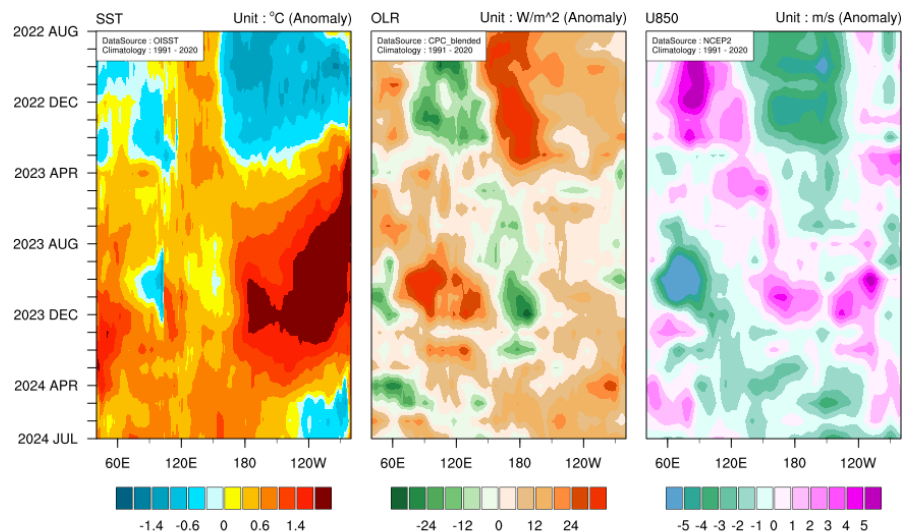 SST Unit : °C (Anomaly)
DataSource : OISST
Climatology : 1991 - 2020
2022 AUG
2022 DEC
2023 APR
2023 AUG
2023 DEC
2024 APR
2024 JUL
60E 120E 180 120W
-1.4 -0.6 0 0.6 1.4
OLR Unit : W/m^2 (Anomaly)
DataSource : CPC_blended
Climatology : 1991 - 2020
60E 120E 180 120W
-24 -12 0 12 24
U850 Unit : m/s (Anomaly)
DataSource : NCEP2
Climatology : 1991 - 2020
60E 120E 180 120W
-5 -4 -3 -2 -1 0 1 2 3 4 5